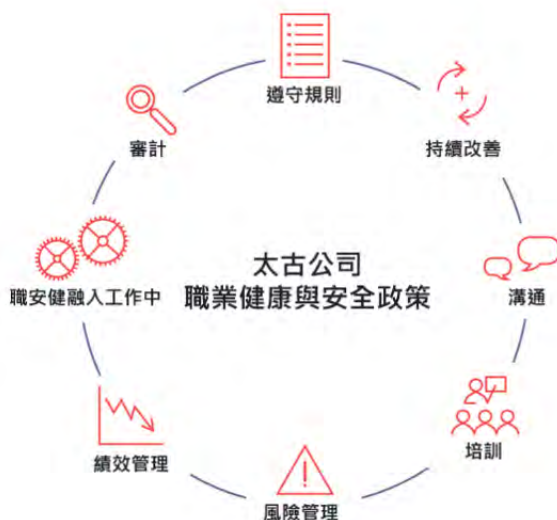 遵守規則
審計
持續改善
太古公司
職業健康與安全政策
職安健融入工作中
溝通
績效管理
培訓
風險管理